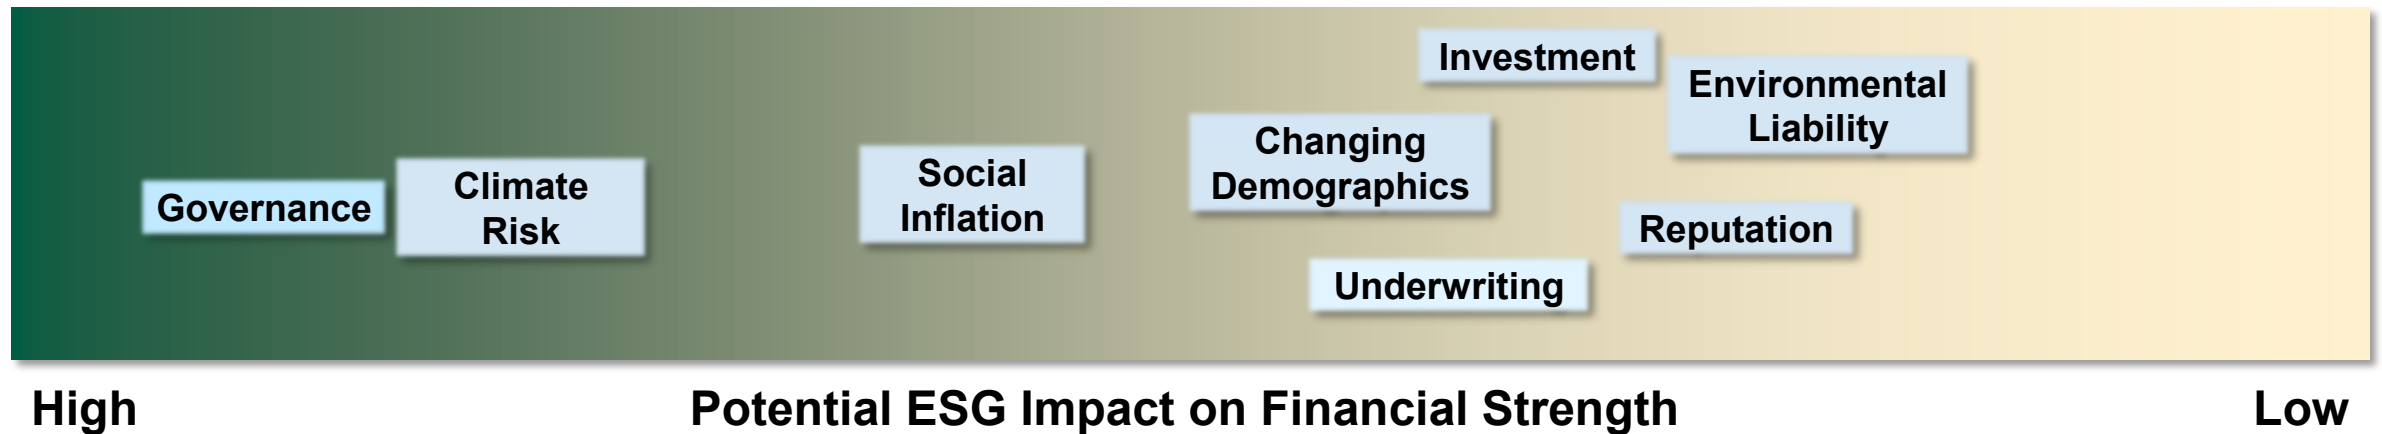 Investment
Environmental
Liability
Changing
Demographics
Social
Inflation
Climate
Risk
Governance
Reputation
Underwriting
High
Potential ESG Impact on Financial Strength
Low